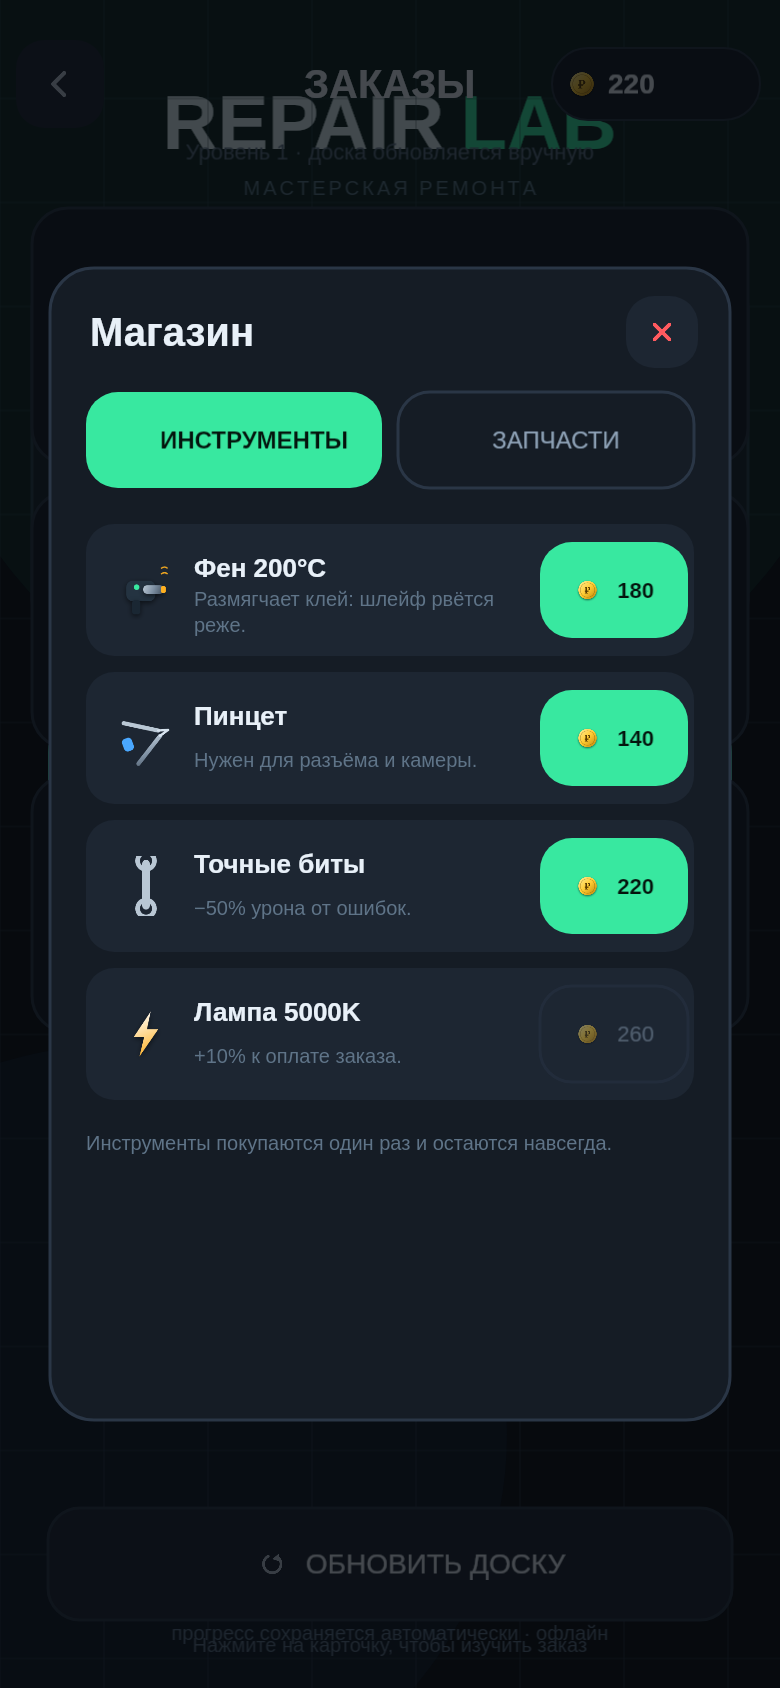 ЗАКАЗЫ
220
REPAIR LAB
Уровень 1 · доска обновляется вручную
МАСТЕРСКАЯ РЕМОНТА
Магазин
ИНСТРУМЕНТЫ
ЗАПЧАСТИ
Фен 200°C
Размягчает клей: шлейф рвётся
реже.
180
Пинцет
Нужен для разъёма и камеры.
140
Точные биты
−50% урона от ошибок.
220
Лампа 5000K
+10% к оплате заказа.
260
Инструменты покупаются один раз и остаются навсегда.
ОБНОВИТЬ ДОСКУ
прогресс сохраняется автоматически · офлайн
Нажмите на карточку, чтобы изучить заказ